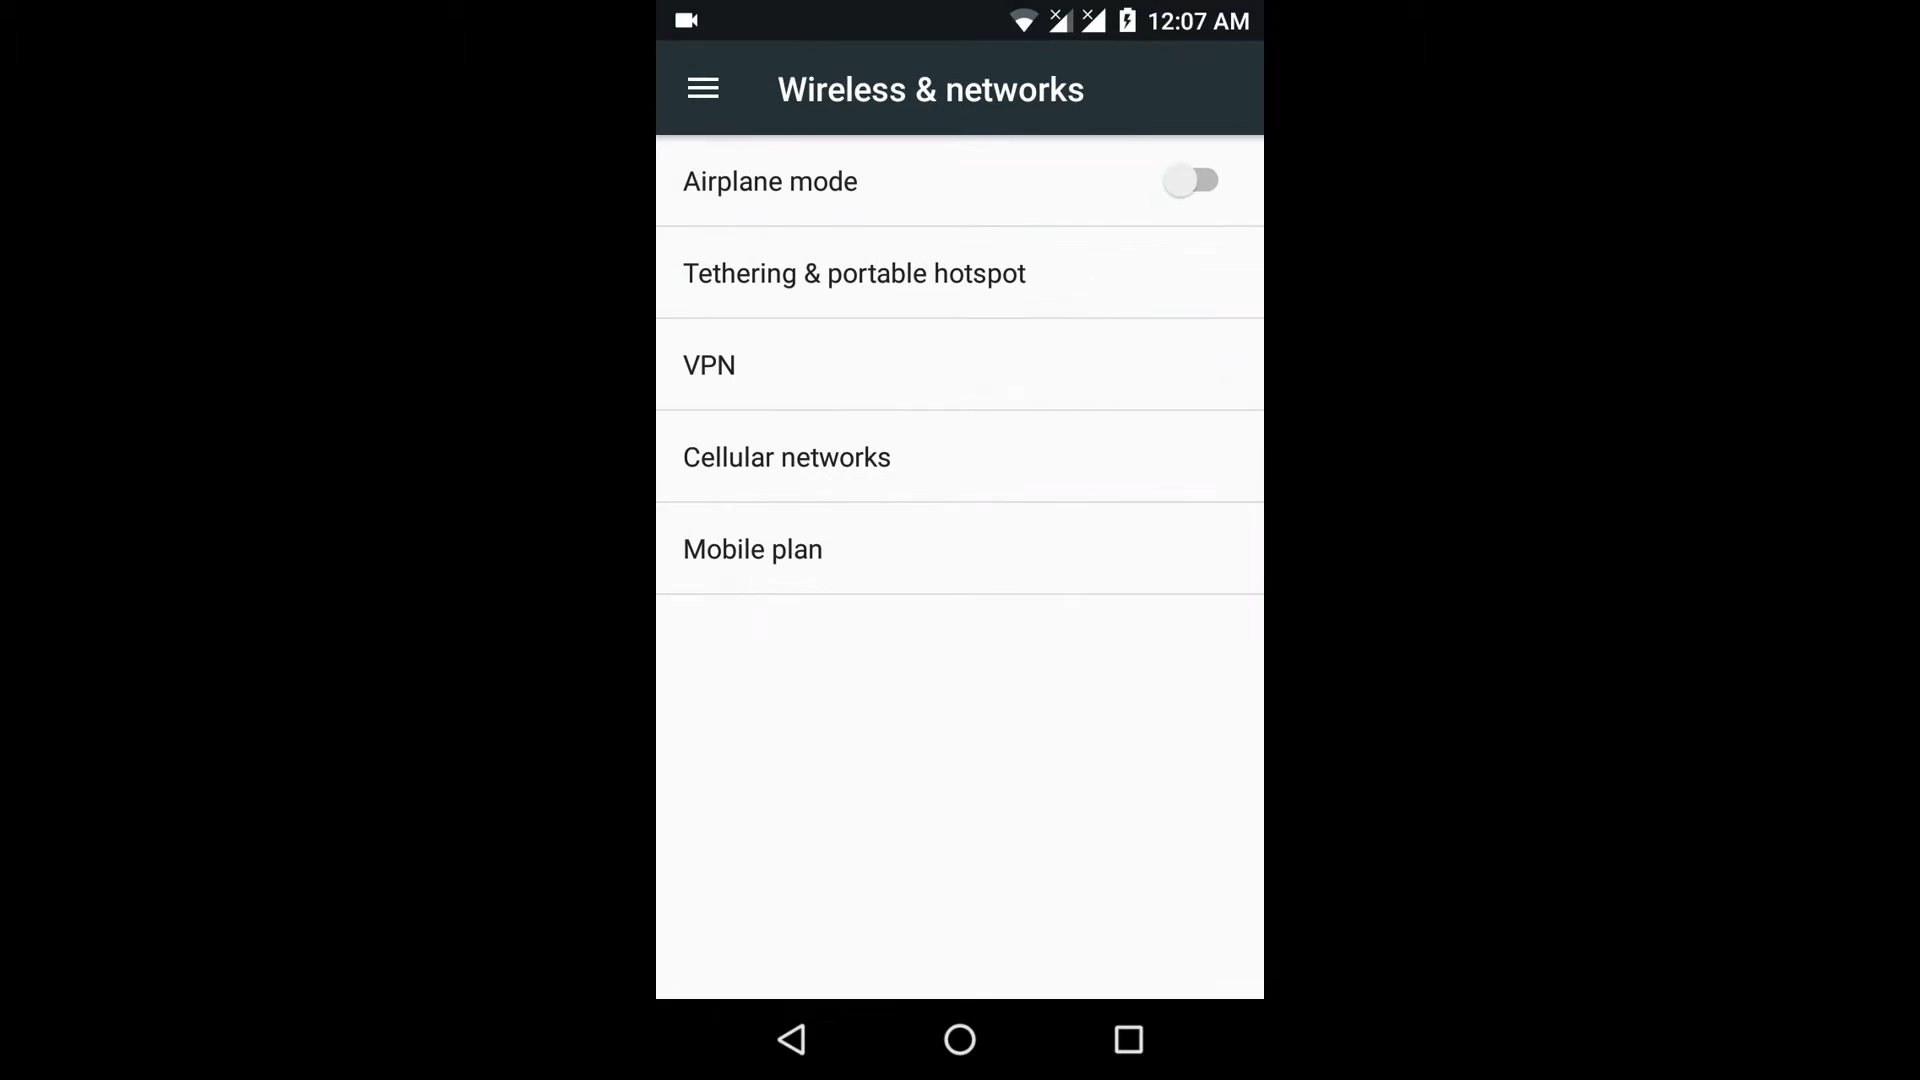 12:07 AM
Wireless & networks
Airplane mode
Tethering & portable hotspot
VPN
Cellular networks
Mobile plan